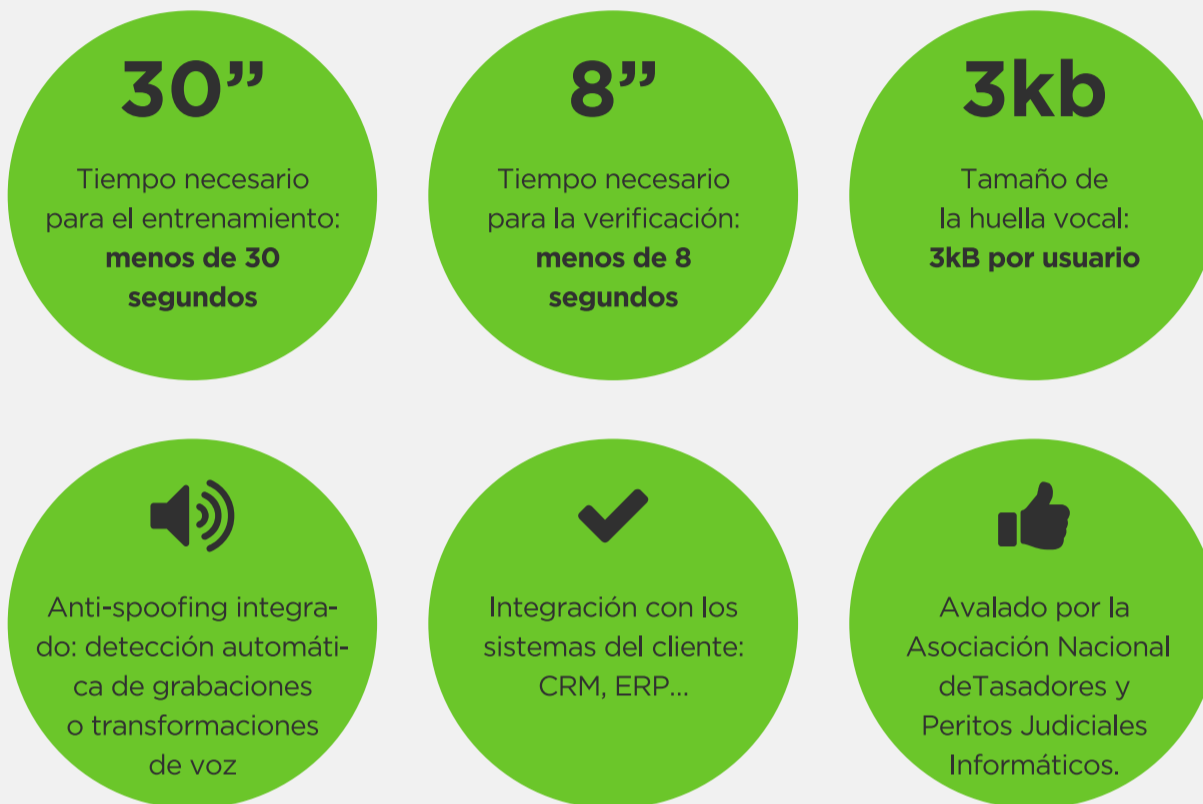 30”
Tiempo necesario
para el entrenamiento:
menos de 30
segundos
8”
Tiempo necesario
para la verificación:
menos de 8
segundos
3kb
Tamaño de
la huella vocal:
3kB por usuario
Anti-spoofing integra-
do: detección automáti-
ca de grabaciones
o transformaciones
de voz
Integración con los
sistemas del cliente:
CRM, ERP...
Avalado por la
Asociación Nacional
deTasadores y
Peritos Judiciales
Informáticos.